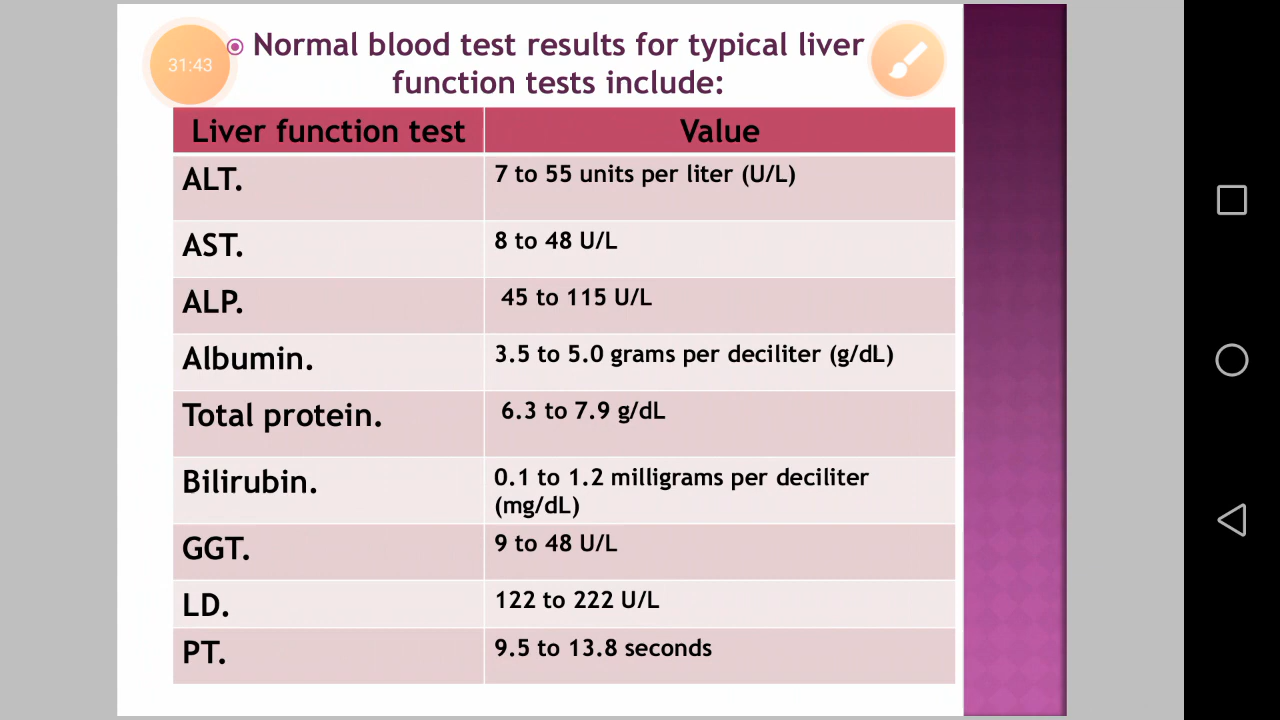 31:43
Normal blood test results for typical liver
function tests include:
Liver function test Value
ALT. 7 to 55 units per liter (U/L)
AST. 8 to 48 U/L
ALP. 45 to 115 U/L
Albumin. 3.5 to 5.0 grams per deciliter (g/dL)
Total protein. 6.3 to 7.9 g/dL
Bilirubin. 0.1 to 1.2 milligrams per deciliter
(mg/dL)
GGT. 9 to 48 U/L
LD. 122 to 222 U/L
PT. 9.5 to 13.8 seconds